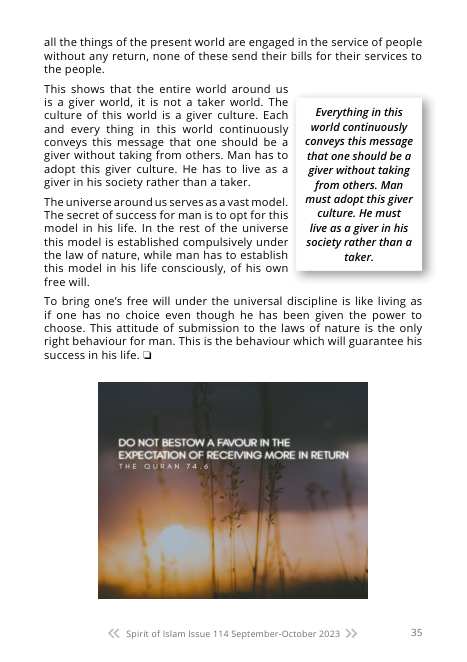 all the things of the present world are engaged in the service of people
without any return, none of these send their bills for their services to
the people.
This shows that the entire world around us
is a giver world, it is not a taker world. The
culture of this world is a giver culture. Each
and every thing in this world continuously
conveys this message that one should be a
giver without taking from others. Man has to
adopt this giver culture. He has to live as a
giver in his society rather than a taker.
The universe around us serves as a vast model.
The secret of success for man is to opt for this
model in his life. In the rest of the universe
this model is established compulsively under
the law of nature, while man has to establish
this model in his life consciously, of his own
free will.
Everything in this
world continuously
conveys this message
that one should be a
giver without taking
from others. Man
must adopt this giver
culture. He must
live as a giver in his
society rather than a
taker.
To bring one’s free will under the universal discipline is like living as
if one has no choice even though he has been given the power to
choose. This attitude of submission to the laws of nature is the only
right behaviour for man. This is the behaviour which will guarantee his
success in his life. ❑
DO NOT BESTOW A FAVOUR IN THE
EXPECTATION OF RECEIVING MORE IN RETURN
THE QURAN 74.6
Spirit of Islam Issue 114 September-October 2023
35